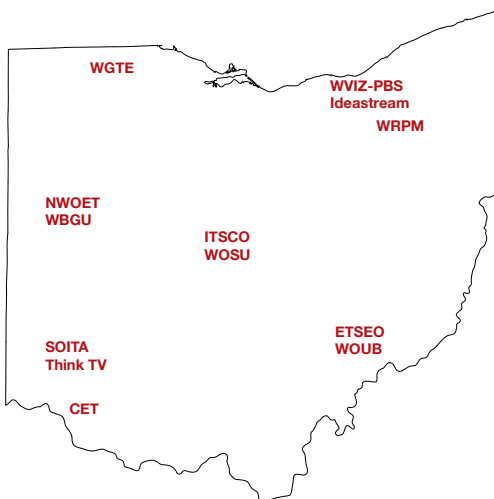 WGTE
WVIZ-PBS
Ideastream
WRPM
NWOET
WBGU
ITSCO
WOSU
ETSEO
WOUB
SOITA
Think TV
CET